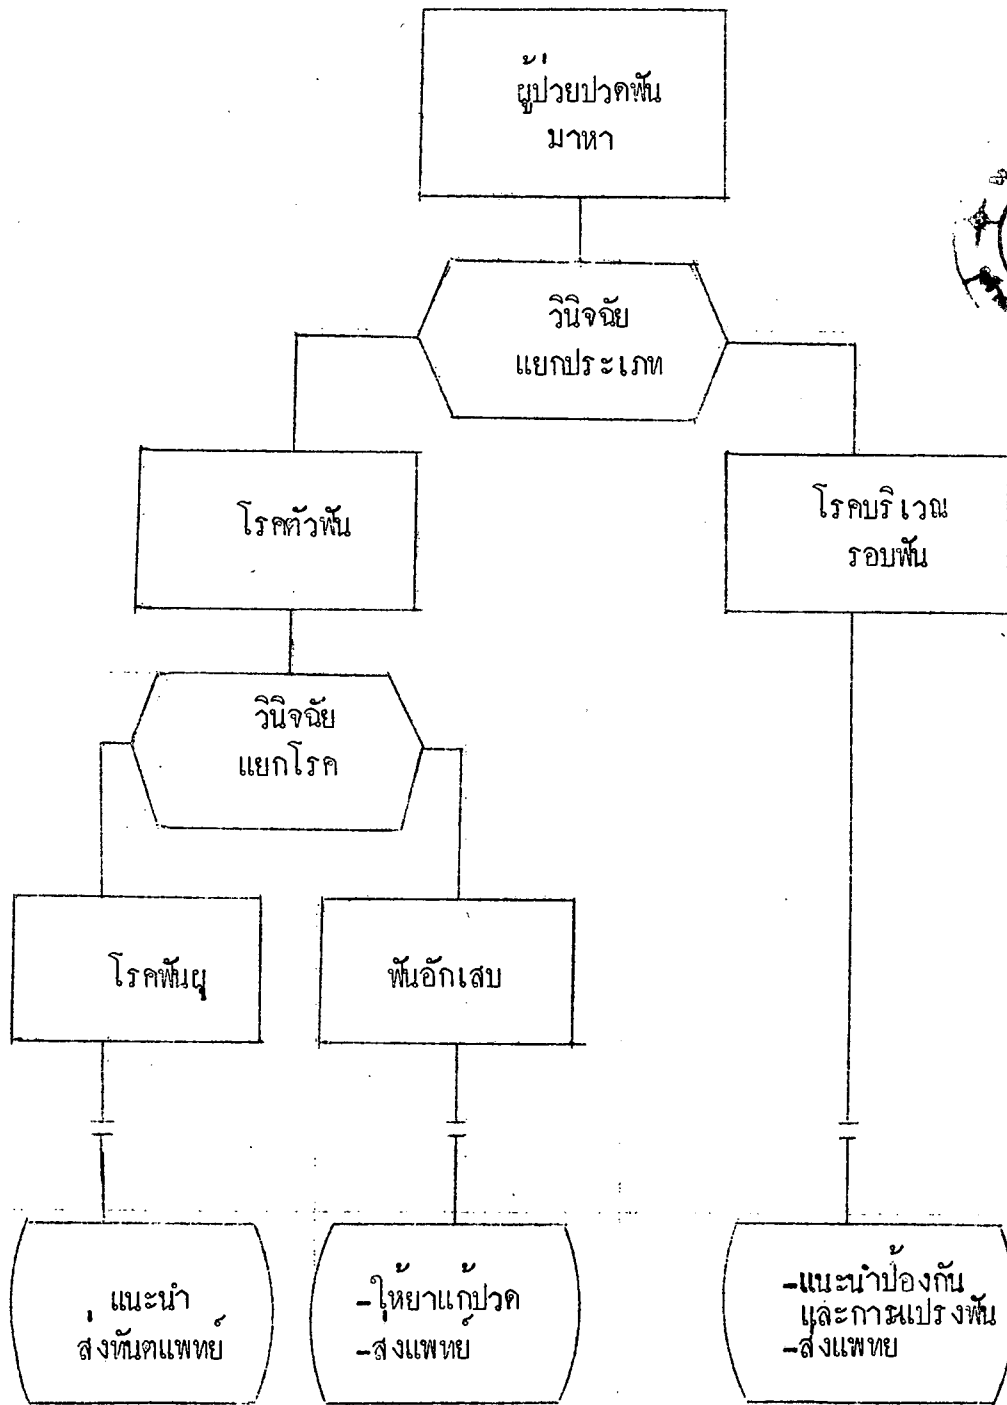 ผู้ป่วยปวดฟัน
มาหา
วินิจฉัย
แยกประเภท
โรคตัวฟัน
โรคบริเวณ
รอบฟัน
วินิจฉัย
แยกโรค
โรคฟันผุ
ฟันอักเสบ
แนะนำ
ส่งทันตแพทย์
-ให้ยาแก้ปวด
-ส่งแพทย์
-แนะนำป้องกัน
และการแปรงฟัน
-ส่งแพทย